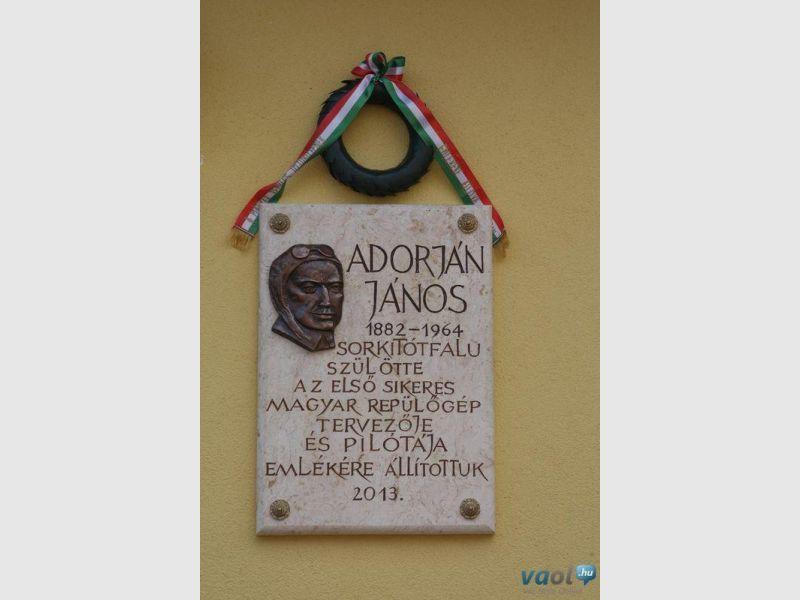 ADORJÁN
JÁNOS
1882–1964
SORKITÓTFALU
SZÜLÖTTE
AZ ELSŐ SIKERES
MAGYAR REPÜLŐGÉP
TERVEZŐJE
ÉS PILÓTÁJA
EMLÉKÉRE ÁLLÍTOTTUK
2013.
vaol.hu